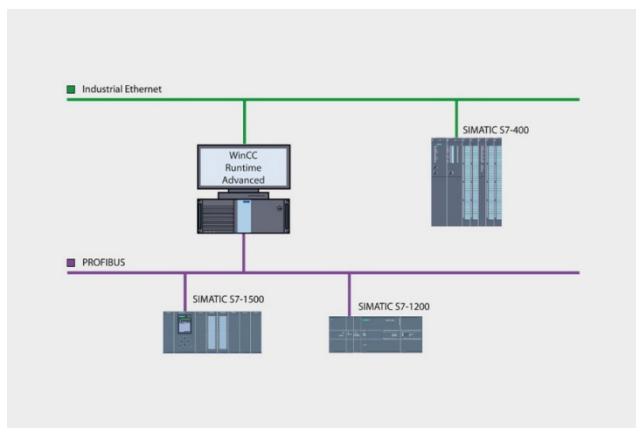 Industrial Ethernet
SIMATIC S7-400
WinCC
Runtime
Advanced
PROFIBUS
SIMATIC S7-1500
SIMATIC S7-1200